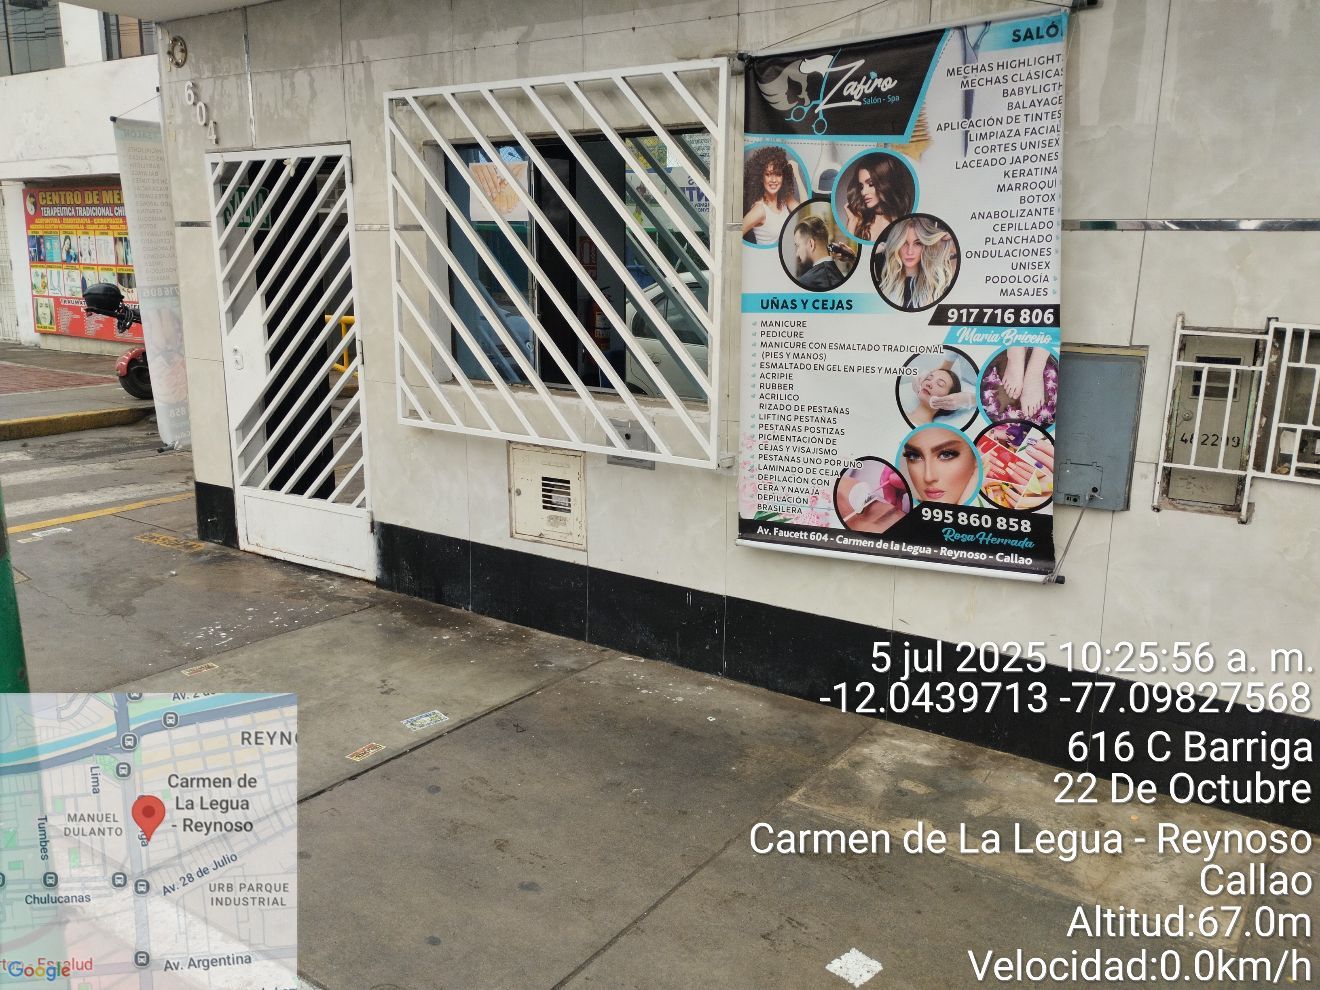 604
CENTRO DE ME
TERAPEUTICA TRADICIONAL CHI
Zafiro
Salón - Spa
SALÓ
MECHAS HIGHLIGHT
MECHAS CLÁSICA
BABYLIGTH
BALAYAGE
APLICACIÓN DE TINTES
LIMPIAZA FACIAL
CORTES UNISEX
LACEADO JAPONES
KERATINA
MARROQUI
BOTOX
ANABOLIZANTE
CEPILLADO
PLANCHADO
ONDULACIONES
UNISEX
PODOLOGÍA
MASAJES
917 716 806
Maria Briceño
UÑAS Y CEJAS
MANICURE
PEDICURE
MANICURE CON ESMALTADO TRADICIONAL
(PIES Y MANOS)
ESMALTADO EN GEL EN PIES Y MANOS
ACRIPIE
RUBBER
ACRILICO
RIZADO DE PESTAÑAS
LIFTING PESTAÑAS
PESTAÑAS POSTIZAS
PIGMENTACIÓN DE
CEJAS Y VISAJISMO
PESTAÑAS UNO POR UNO
LAMINADO DE CEJA
DEPILACIÓN CON
CERA Y NAVAJA
DEPILACIÓN
BRASILERA
995 860 858
Rosa Herrada
Av. Faucett 604 - Carmen de la Legua - Reynoso - Callao
5 jul 2025 10:25:56 a. m.
-12.0439713 -77.09827568
616 C Barriga
22 De Octubre
Carmen de La Legua - Reynoso
Callao
Altitud:67.0m
Velocidad:0.0km/h
REYN
Lima
Carmen de
La Legua
- Reynoso
MANUEL
DULANTO
Tumbes
Av. 28 de Julio
Chulucanas
URB PARQUE
INDUSTRIAL
Av. Argentina
Google